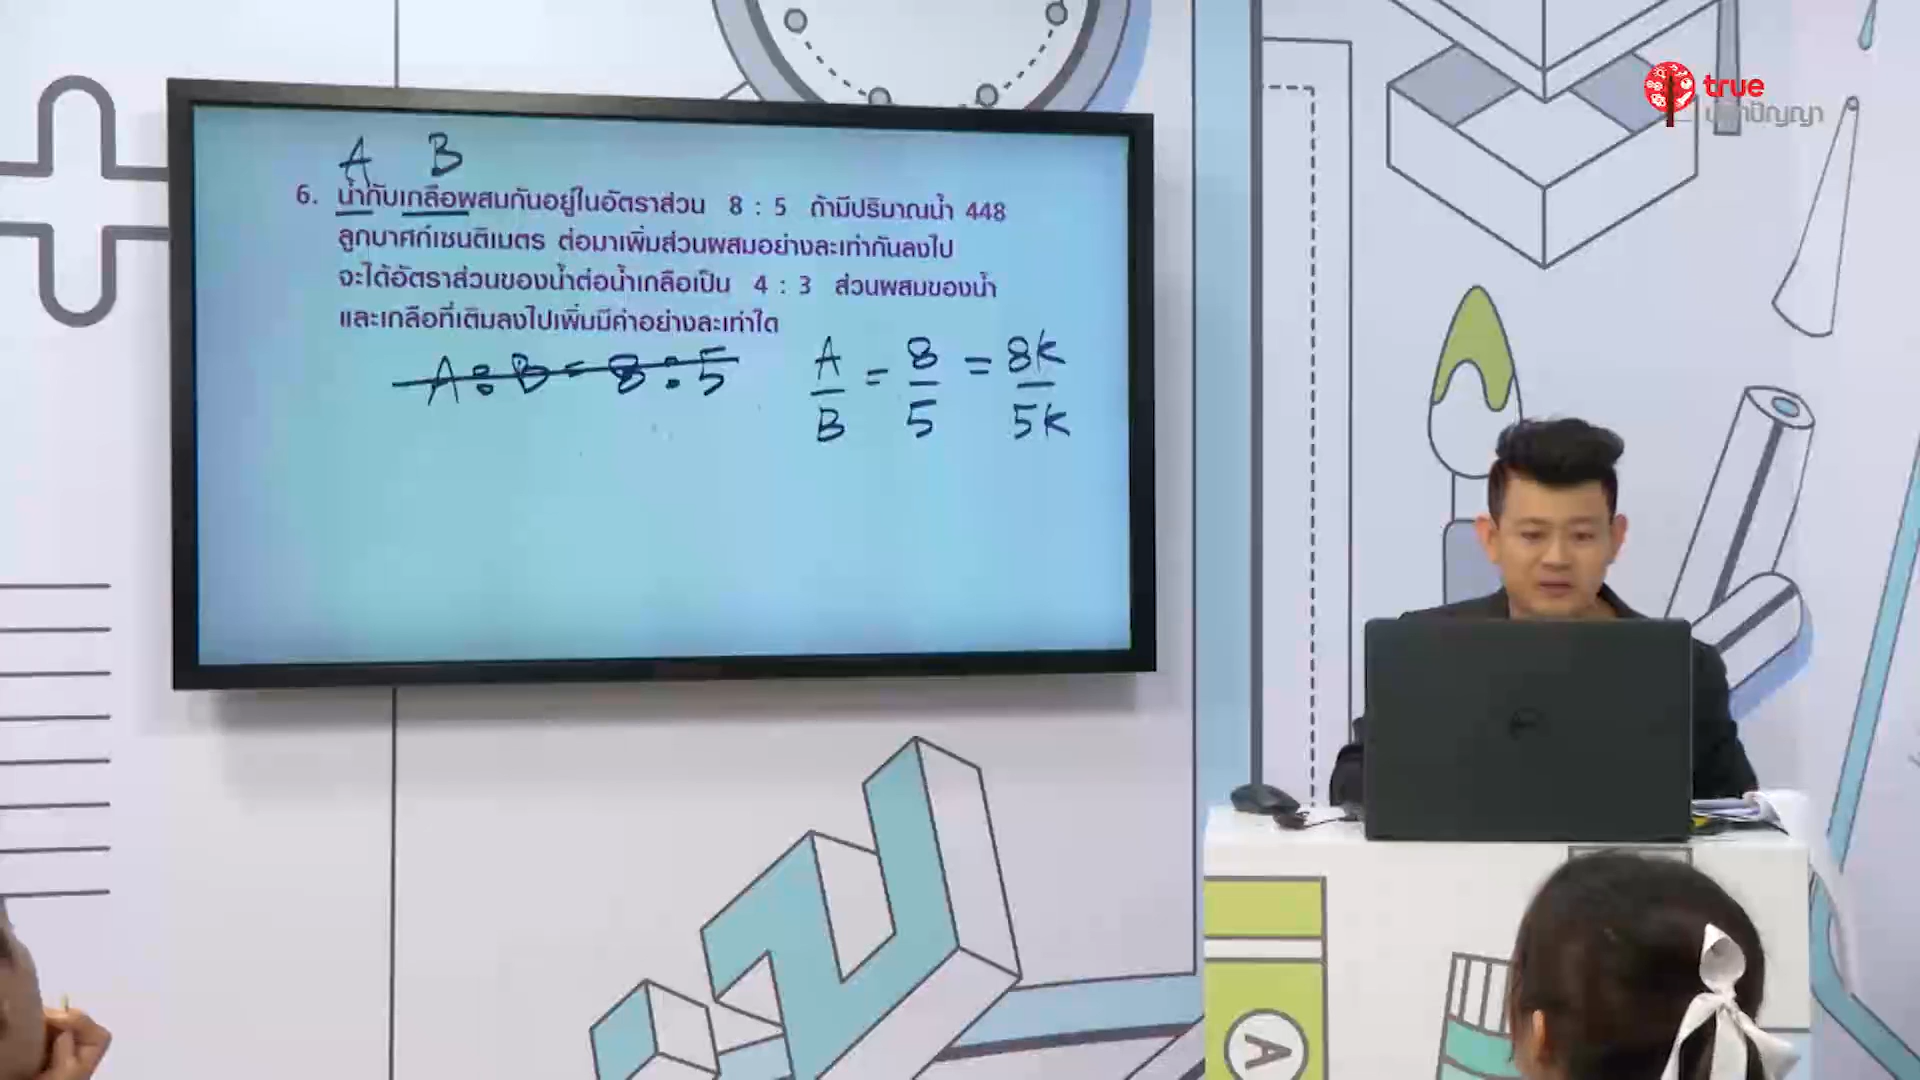 true
ปลูกปัญญา
A B
6. น้ำกับเกลือผสมกันอยู่ในอัตราส่วน 8 : 5 ถ้ามีปริมาณน้ำ 448
ลูกบาศก์เซนติเมตร ต่อมาเพิ่มส่วนผสมอย่างละเท่ากันลงไป
จะได้อัตราส่วนของน้ำต่อน้ำเกลือเป็น 4 : 3 ส่วนผสมของน้ำ
และเกลือที่เติมลงไปเพิ่มมีค่าอย่างละเท่าใด
A : B = 8 : 5
A/B = 8/5 = 8k/5k
DELL
A